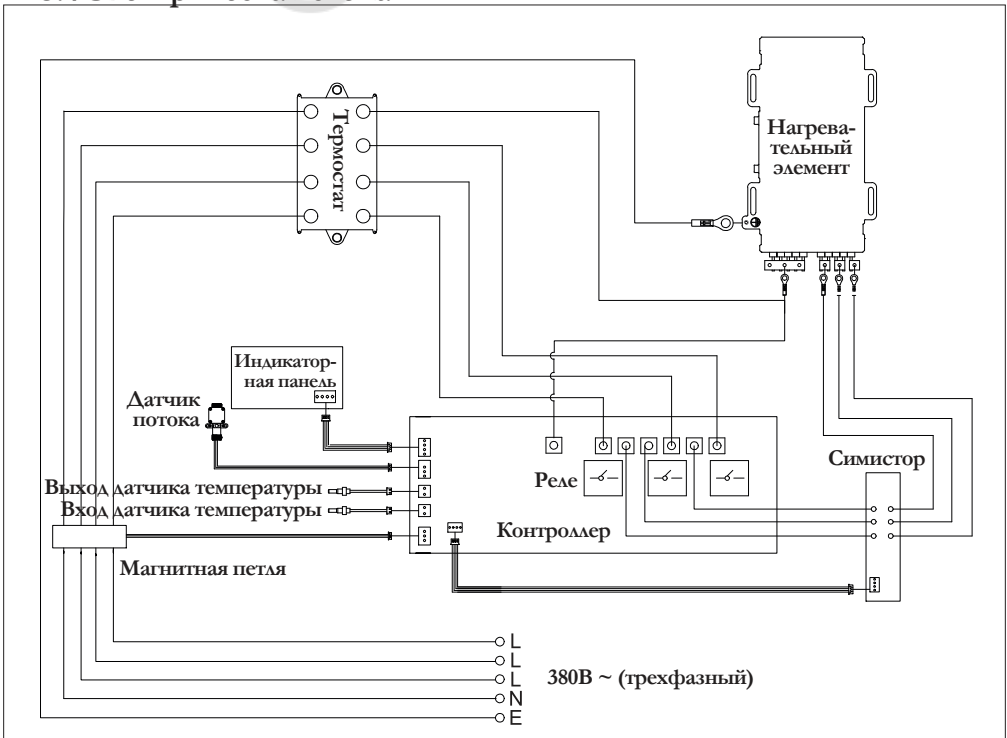 Термостат
Нагрева-
тельный
элемент
Индикатор-
ная панель
Датчик
потока
Выход датчика температуры
Вход датчика температуры
Реле
Симистор
Контроллер
Магнитная петля
L
L
380В ~ (трехфазный)
L
N
E